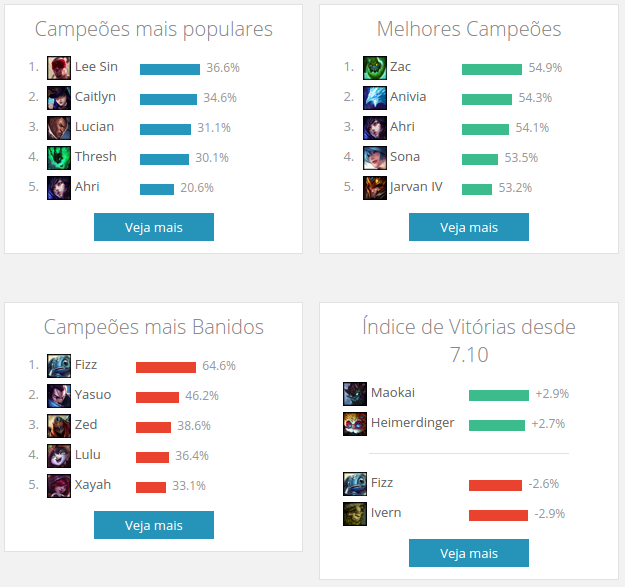 Campeões mais populares
1. Lee Sin 36.6%
2. Caitlyn 34.6%
3. Lucian 31.1%
4. Thresh 30.1%
5. Ahri 20.6%
Veja mais
Melhores Campeões
1. Zac 54.9%
2. Anivia 54.3%
3. Ahri 54.1%
4. Sona 53.5%
5. Jarvan IV 53.2%
Veja mais
Campeões mais Banidos
1. Fizz 64.6%
2. Yasuo 46.2%
3. Zed 38.6%
4. Lulu 36.4%
5. Xayah 33.1%
Veja mais
Índice de Vitórias desde
7.10
Maokai +2.9%
Heimerdinger +2.7%
Fizz -2.6%
Ivern -2.9%
Veja mais